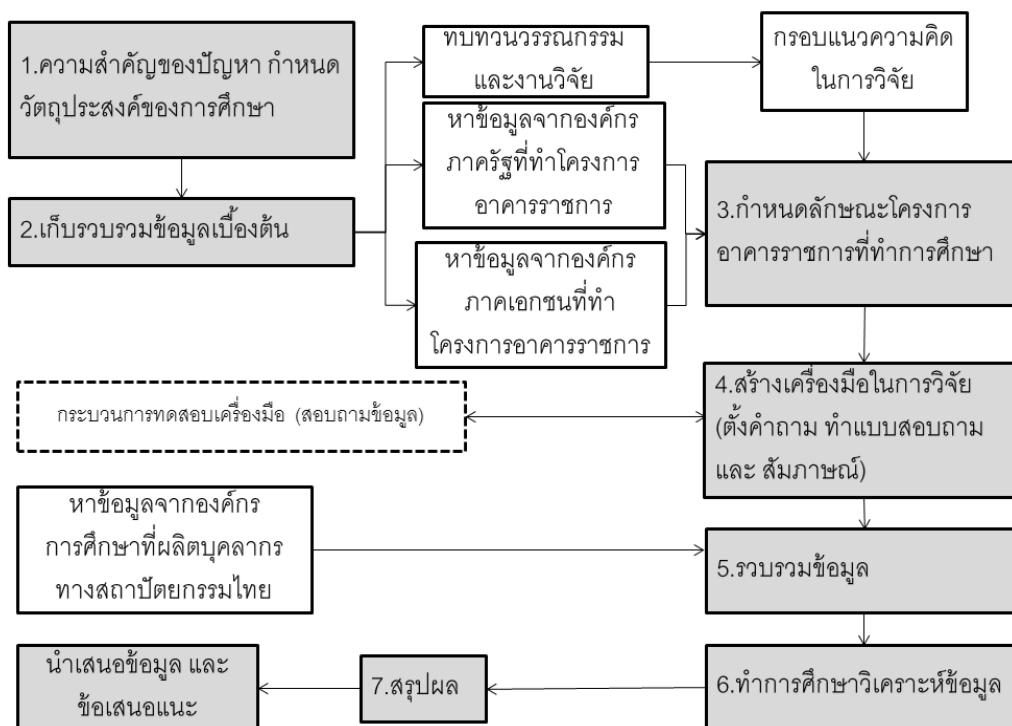 1.ความสำคัญของปัญหา กำหนด
วัตถุประสงค์ของการศึกษา
2.เก็บรวบรวมข้อมูลเบื้องต้น
ทบทวนวรรณกรรม
และงานวิจัย
กรอบแนวความคิด
ในการวิจัย
หาข้อมูลจากองค์กร
ภาครัฐที่ทำโครงการ
อาคารราชการ
หาข้อมูลจากองค์กร
ภาคเอกชนที่ทำ
โครงการอาคารราชการ
3.กำหนดลักษณะโครงการ
อาคารราชการที่ทำการศึกษา
4.สร้างเครื่องมือในการวิจัย
(ตั้งคำถาม ทำแบบสอบถาม
และ สัมภาษณ์)
กระบวนการทดสอบเครื่องมือ (สอบถามข้อมูล)
หาข้อมูลจากองค์กร
การศึกษาที่ผลิตบุคลากร
ทางสถาปัตยกรรมไทย
5.รวบรวมข้อมูล
6.ทำการศึกษาวิเคราะห์ข้อมูล
7.สรุปผล
นำเสนอข้อมูล และ
ข้อเสนอแนะ